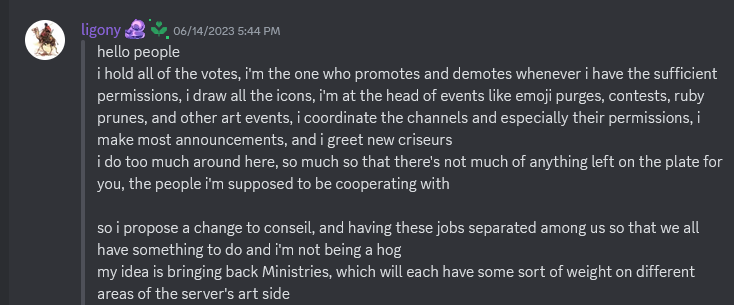 ligony 06/14/2023 5:44 PM
hello people
i hold all of the votes, i'm the one who promotes and demotes whenever i have the sufficient
permissions, i draw all the icons, i'm at the head of events like emoji purges, contests, ruby
prunes, and other art events, i coordinate the channels and especially their permissions, i
make most announcements, and i greet new criseurs
i do too much around here, so much so that there's not much of anything left on the plate for
you, the people i'm supposed to be cooperating with
so i propose a change to conseil, and having these jobs separated among us so that we all
have something to do and i'm not being a hog
my idea is bringing back Ministries, which will each have some sort of weight on different
areas of the server's art side